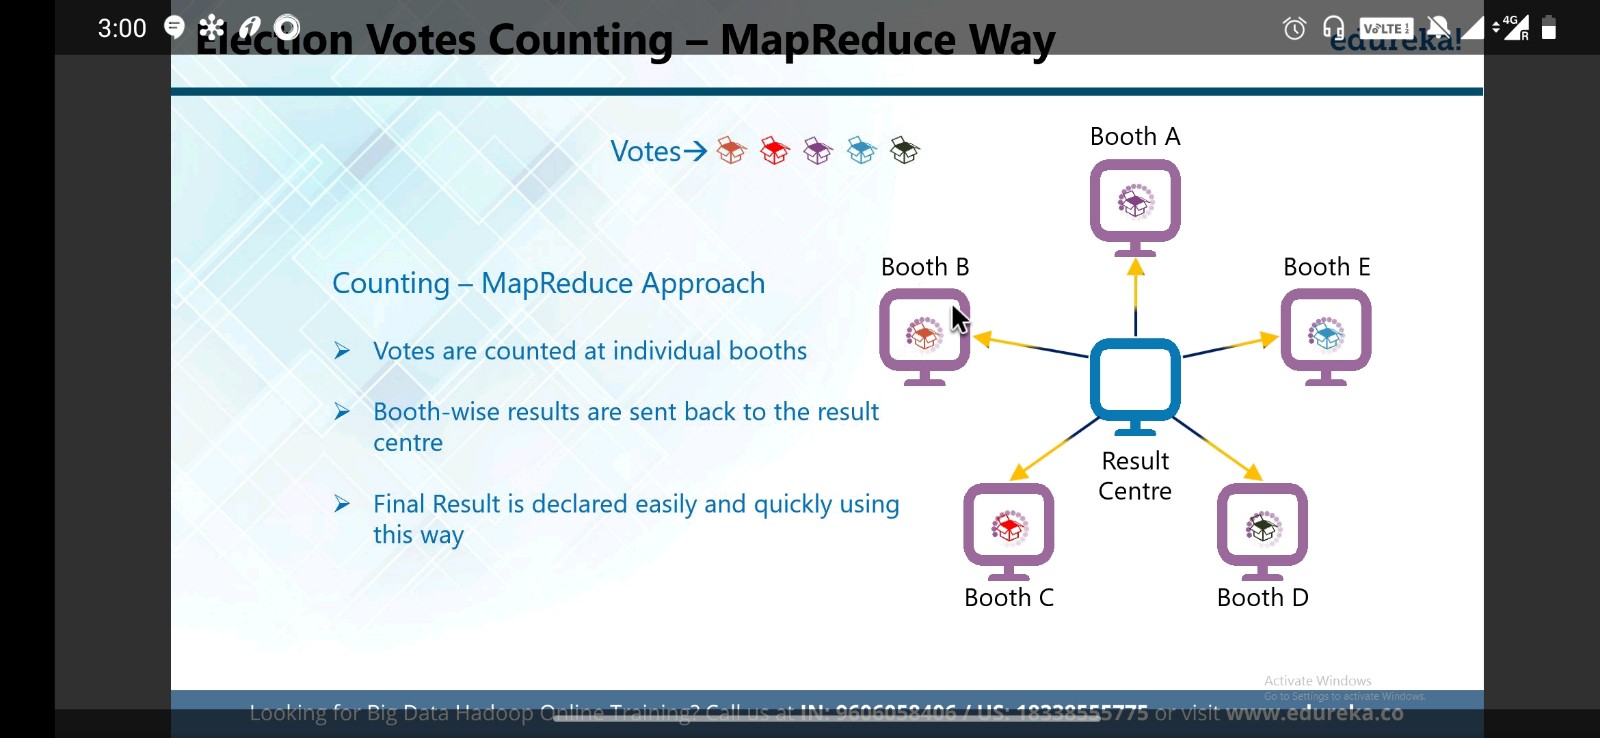 3:00
VoLTE
4G
R
Election Votes Counting – MapReduce Way
edureka!
Votes→
Booth A
Booth B
Booth E
Counting – MapReduce Approach
Votes are counted at individual booths
Booth-wise results are sent back to the result
centre
Final Result is declared easily and quickly using
this way
Result
Centre
Booth C
Booth D
Activate Windows
Go to Settings to activate Windows.
Looking for Big Data Hadoop Online Training? Call us at IN: 9606058406 / US: 18338555775 or visit www.edureka.co